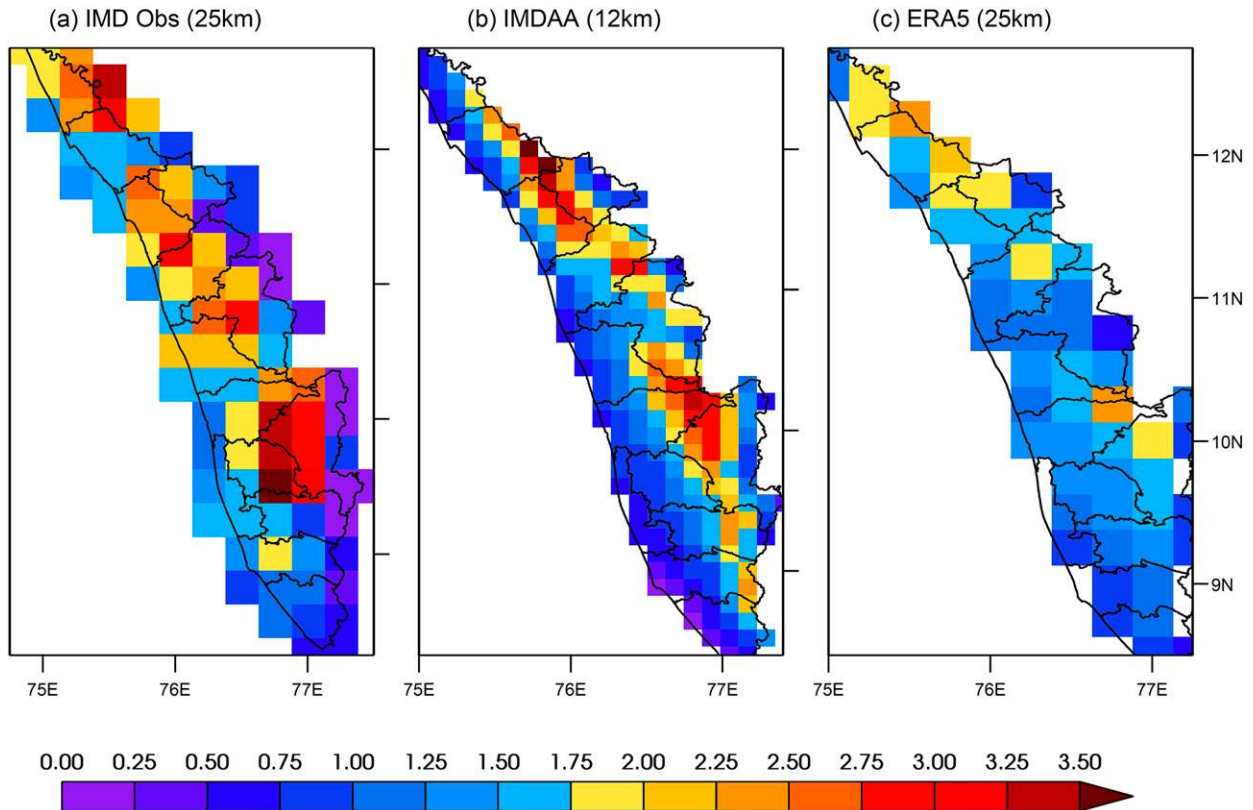 (a) IMD Obs (25km) (b) IMDAA (12km) (c) ERA5 (25km)
12N
11N
10N
9N
75E 76E 77E 75E 76E 77E 75E 76E 77E
0.00 0.25 0.50 0.75 1.00 1.25 1.50 1.75 2.00 2.25 2.50 2.75 3.00 3.25 3.50